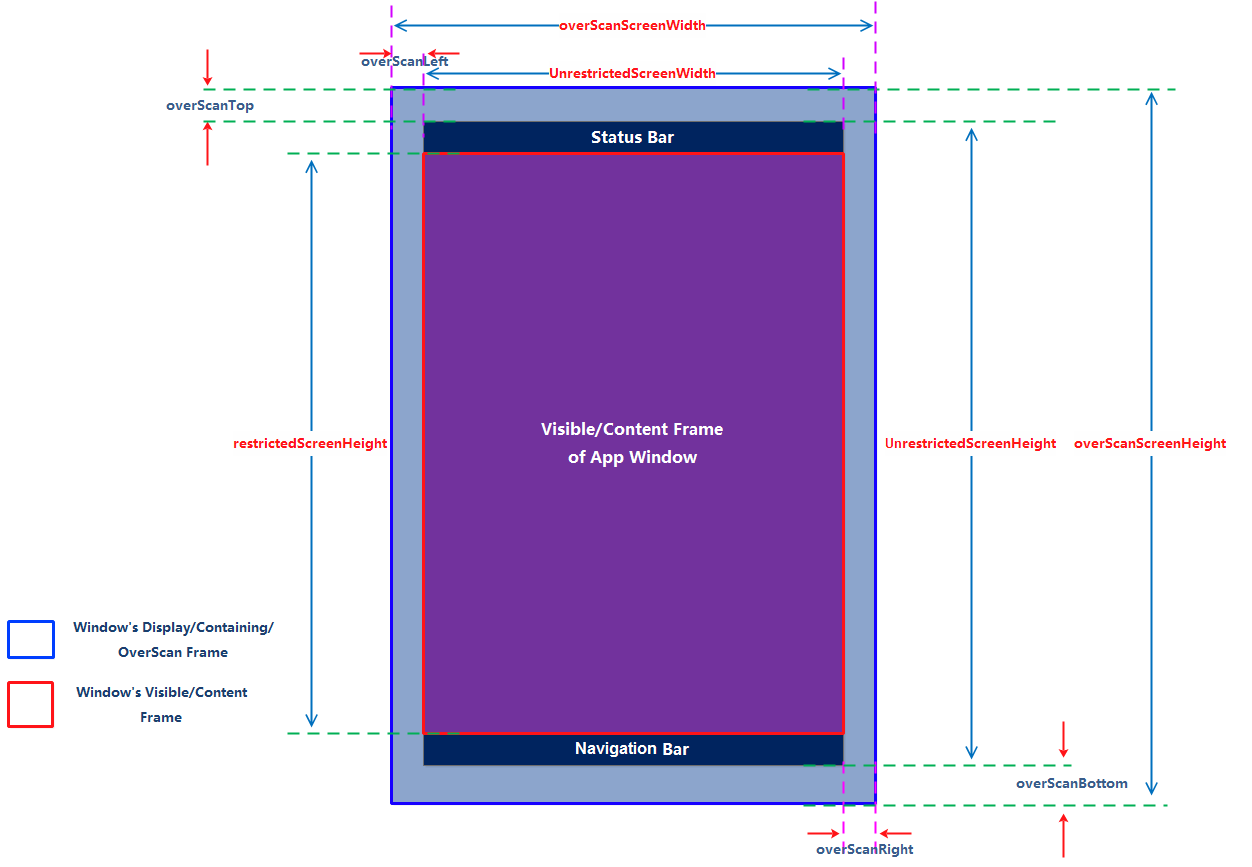 overScanScreenWidth
overScanLeft
UnrestrictedScreenWidth
overScanTop
Status Bar
Visible/Content Frame
of App Window
restrictedScreenHeight
UnrestrictedScreenHeight
overScanScreenHeight
Window's Display/Containing/
OverScan Frame
Window's Visible/Content
Frame
Navigation Bar
overScanBottom
overScanRight